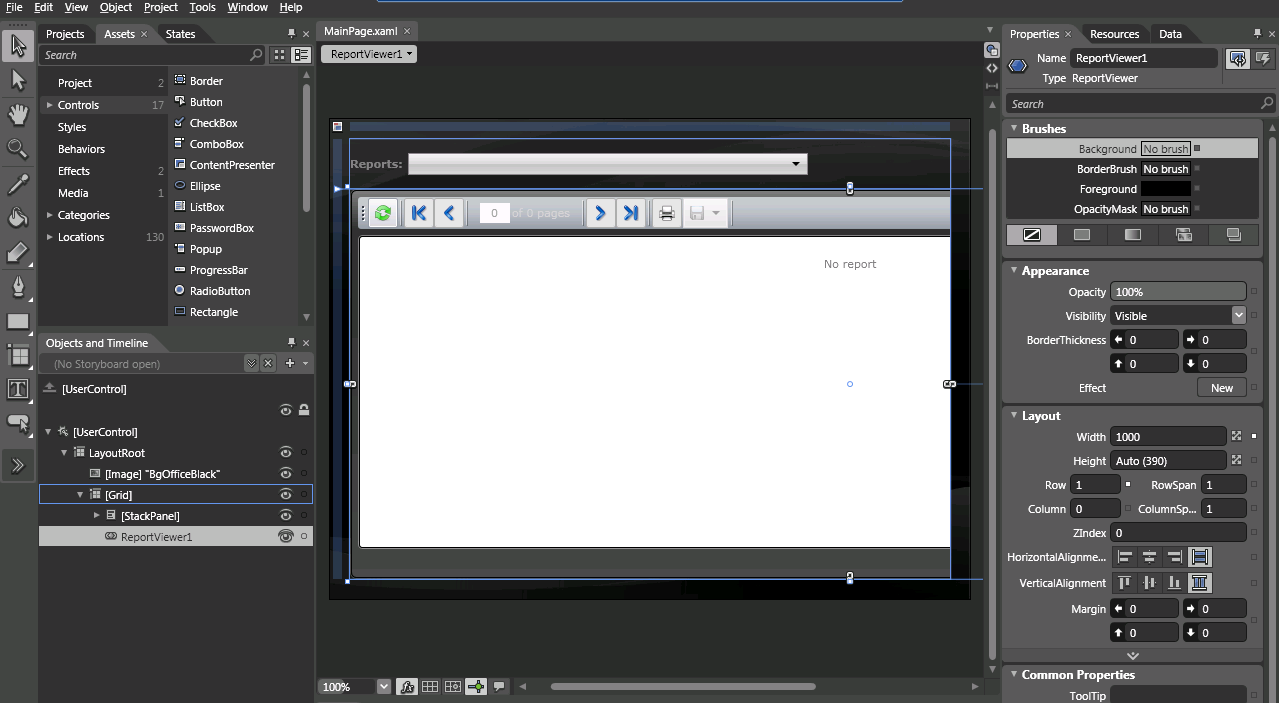 File Edit View Object Project Tools Window Help
Projects Assets × States
Search
Project 2
Controls 17
Styles
Behaviors
Effects 2
Media 1
Categories
Locations 130
Border
Button
CheckBox
ComboBox
ContentPresenter
Ellipse
ListBox
PasswordBox
Popup
ProgressBar
RadioButton
Rectangle
Objects and Timeline
(No Storyboard open)
[UserControl]
[UserControl]
LayoutRoot
[Image] "BgOfficeBlack"
[Grid]
[StackPanel]
ReportViewer1
MainPage.xaml ×
ReportViewer1
Reports:
0 of 0 pages
No report
100%
Properties × Resources Data
Name ReportViewer1
Type ReportViewer
Search
Brushes
Background No brush
BorderBrush No brush
Foreground
OpacityMask No brush
Appearance
Opacity 100%
Visibility Visible
BorderThickness 0 0
0 0
Effect New
Layout
Width 1000
Height Auto (390)
Row 1 RowSpan 1
Column 0 ColumnSp... 1
ZIndex 0
HorizontalAlignme...
VerticalAlignment
Margin 0 0
0 0
Common Properties
ToolTip